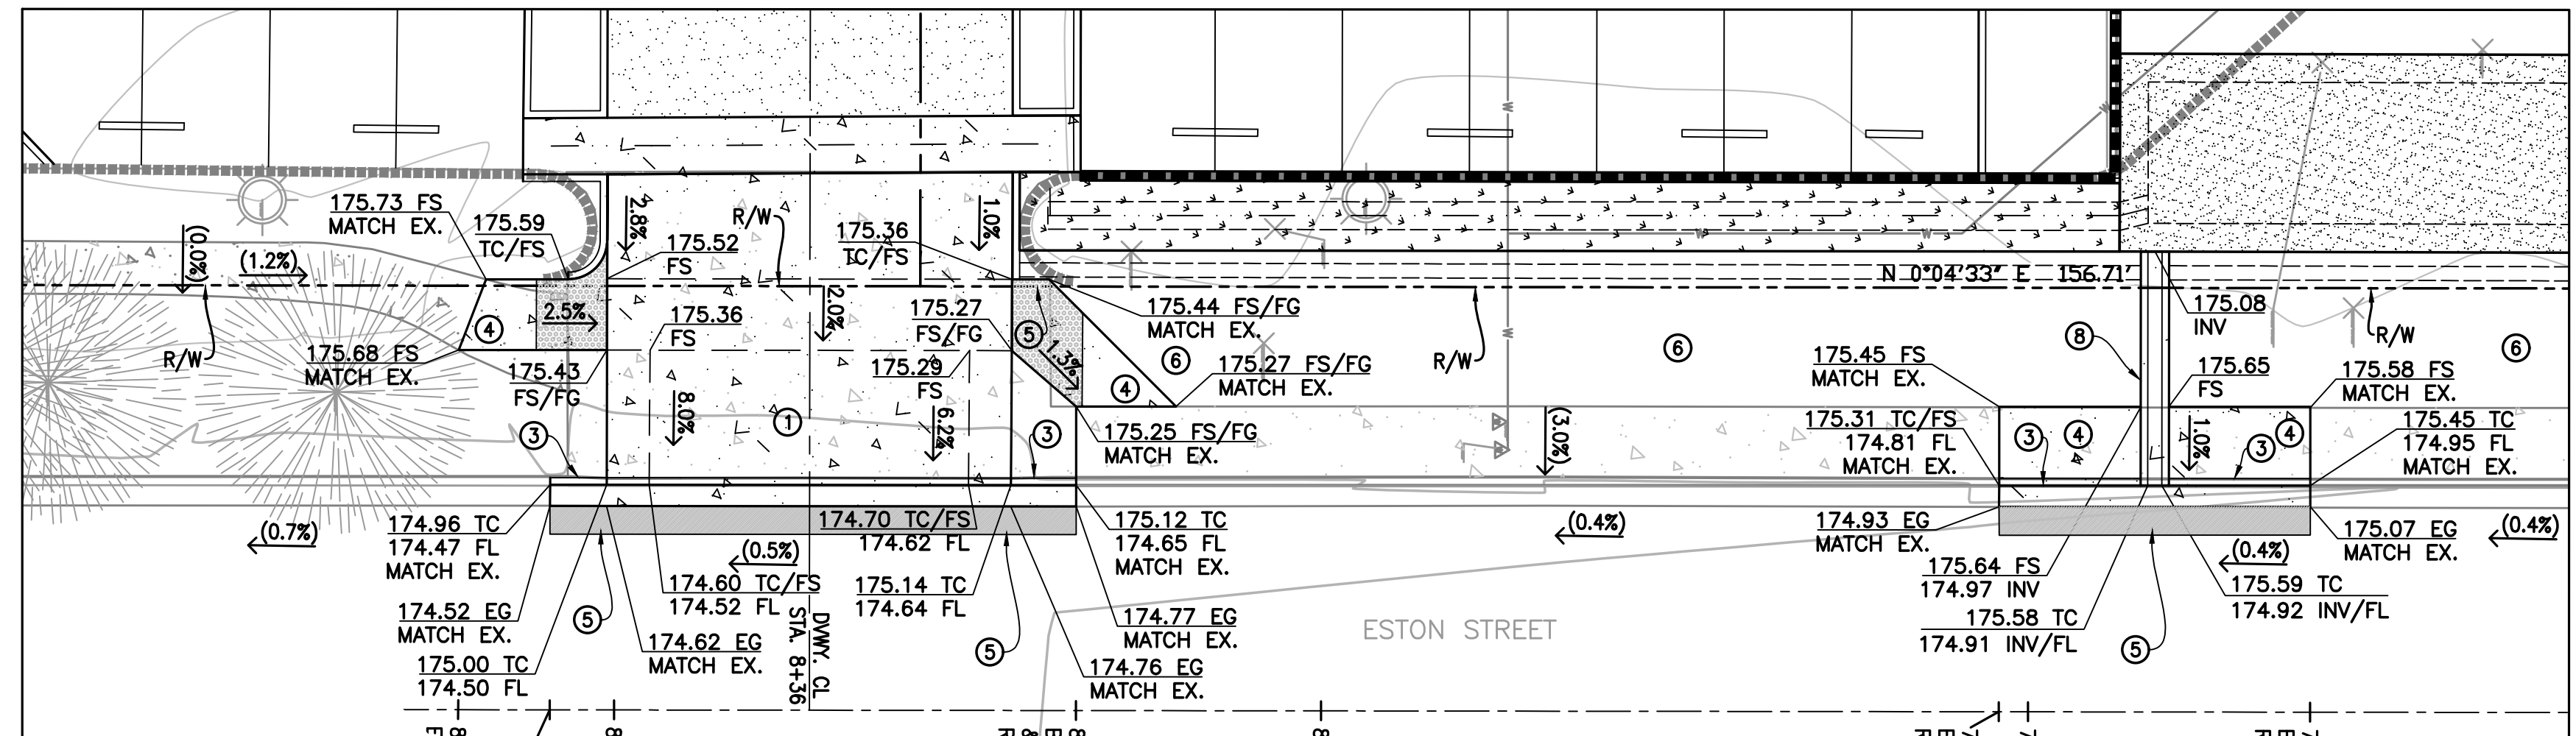 175.73 FS
MATCH EX.
175.59
TC/FS
2.8%
R/W
175.52
FS
175.36
TC/FS
1.0%
(0.0%)
(1.2%)
N 0°04'33" E 156.71'
2.5%
2.0%
175.36
FS
175.27
FS/FG
175.44 FS/FG
MATCH EX.
175.08
INV
R/W
R/W
R/W
4
5
6
6
8
6
1.3%
175.68 FS
MATCH EX.
175.43
FS/FG
175.29
FS
175.27 FS/FG
MATCH EX.
4
175.45 FS
MATCH EX.
175.65
FS
175.58 FS
MATCH EX.
8.0%
1
6.2%
3
3
175.25 FS/FG
MATCH EX.
(3.0%)
175.31 TC/FS
174.81 FL
MATCH EX.
3
4
1.0%
3
4
175.45 TC
174.95 FL
MATCH EX.
W
W
W
W
W
(0.7%)
174.96 TC
174.47 FL
MATCH EX.
174.70 TC/FS
174.62 FL
(0.5%)
175.12 TC
174.65 FL
MATCH EX.
(0.4%)
174.93 EG
MATCH EX.
175.07 EG
MATCH EX.
(0.4%)
(0.4%)
174.60 TC/FS
174.52 FL
175.14 TC
174.64 FL
175.64 FS
174.97 INV
175.59 TC
174.92 INV/FL
174.52 EG
MATCH EX.
5
174.62 EG
MATCH EX.
DVWY. CL
STA. 8+36
5
174.77 EG
MATCH EX.
ESTON STREET
175.58 TC
174.91 INV/FL
5
175.00 TC
174.50 FL
174.76 EG
MATCH EX.